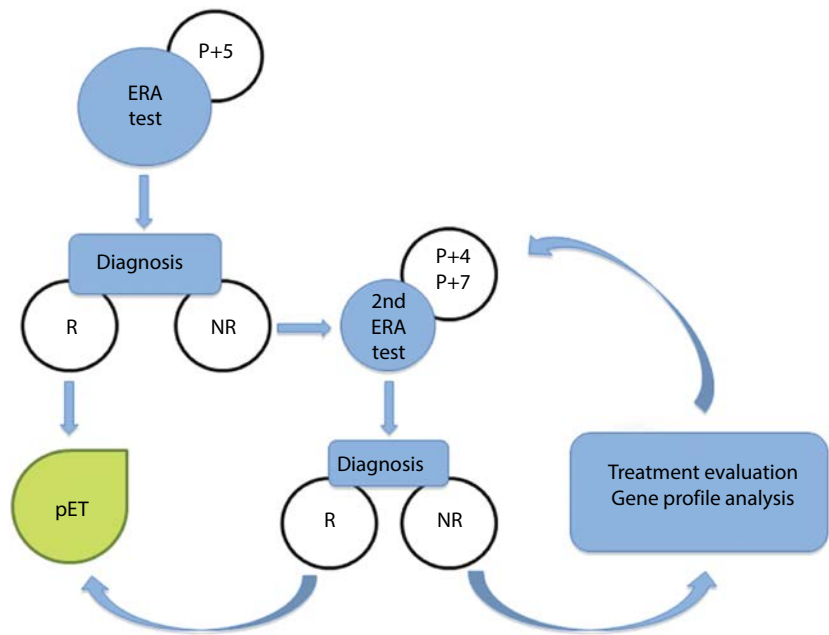 P+5
ERA
test
Diagnosis
R
NR
P+4
P+7
2nd
ERA
test
pET
Diagnosis
R
NR
Treatment evaluation
Gene profile analysis